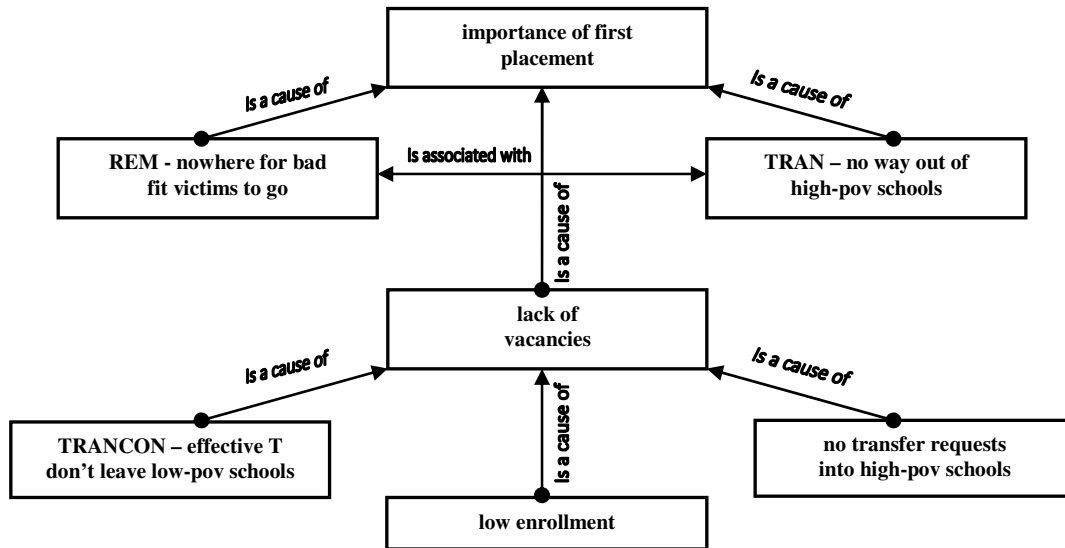 importance of first
placement
Is a cause of
Is a cause of
REM - nowhere for bad
fit victims to go
Is associated with
TRAN – no way out of
high-pov schools
Is a cause of
lack of
vacancies
Is a cause of
Is a cause of
Is a cause of
TRANCON – effective T
don’t leave low-pov schools
no transfer requests
into high-pov schools
low enrollment